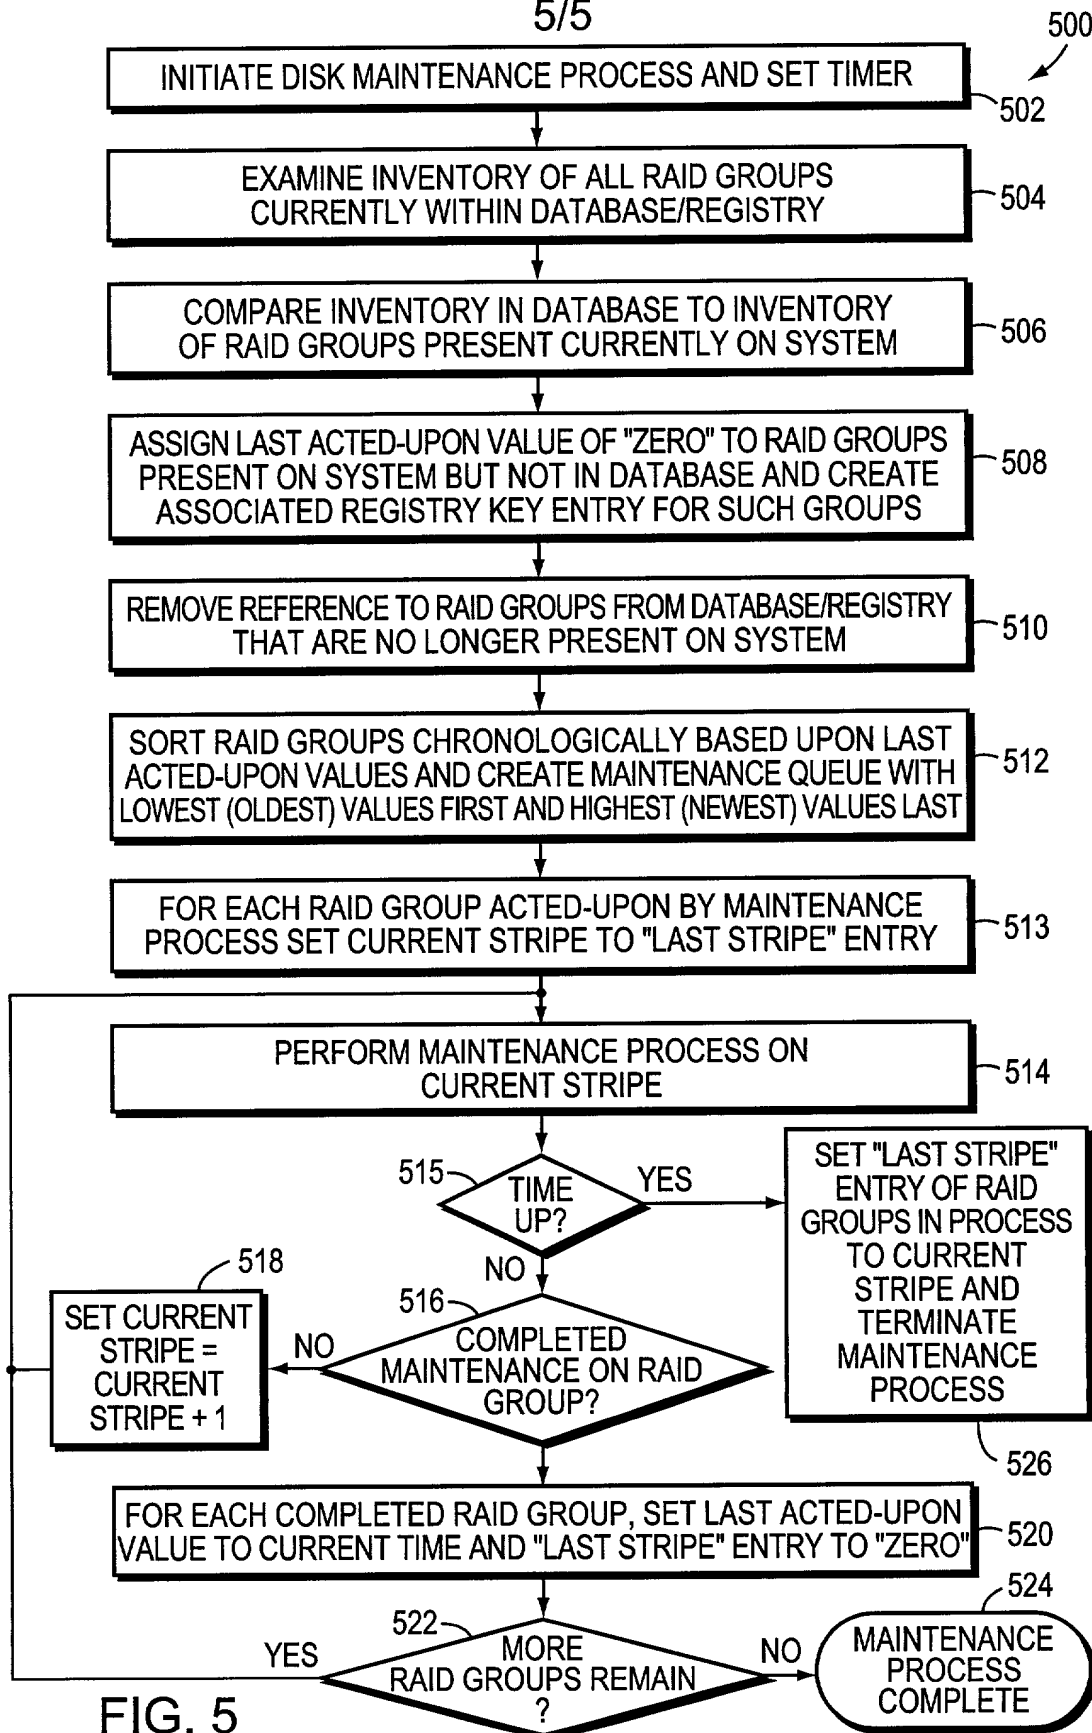 5/5
500
INITIATE DISK MAINTENANCE PROCESS AND SET TIMER
502
EXAMINE INVENTORY OF ALL RAID GROUPS
CURRENTLY WITHIN DATABASE/REGISTRY
504
COMPARE INVENTORY IN DATABASE TO INVENTORY
OF RAID GROUPS PRESENT CURRENTLY ON SYSTEM
506
ASSIGN LAST ACTED-UPON VALUE OF "ZERO" TO RAID GROUPS
PRESENT ON SYSTEM BUT NOT IN DATABASE AND CREATE
ASSOCIATED REGISTRY KEY ENTRY FOR SUCH GROUPS
508
REMOVE REFERENCE TO RAID GROUPS FROM DATABASE/REGISTRY
THAT ARE NO LONGER PRESENT ON SYSTEM
510
SORT RAID GROUPS CHRONOLOGICALLY BASED UPON LAST
ACTED-UPON VALUES AND CREATE MAINTENANCE QUEUE WITH
LOWEST (OLDEST) VALUES FIRST AND HIGHEST (NEWEST) VALUES LAST
512
FOR EACH RAID GROUP ACTED-UPON BY MAINTENANCE
PROCESS SET CURRENT STRIPE TO "LAST STRIPE" ENTRY
513
PERFORM MAINTENANCE PROCESS ON
CURRENT STRIPE
514
515
TIME
UP?
YES
NO
SET "LAST STRIPE"
ENTRY OF RAID
GROUPS IN PROCESS
TO CURRENT
STRIPE AND
TERMINATE
MAINTENANCE
PROCESS
526
516
COMPLETED
MAINTENANCE ON RAID
GROUP?
NO
518
SET CURRENT
STRIPE =
CURRENT
STRIPE + 1
FOR EACH COMPLETED RAID GROUP, SET LAST ACTED-UPON
VALUE TO CURRENT TIME AND "LAST STRIPE" ENTRY TO "ZERO"
520
522
MORE
RAID GROUPS REMAIN
?
YES
NO
524
MAINTENANCE
PROCESS
COMPLETE
FIG. 5